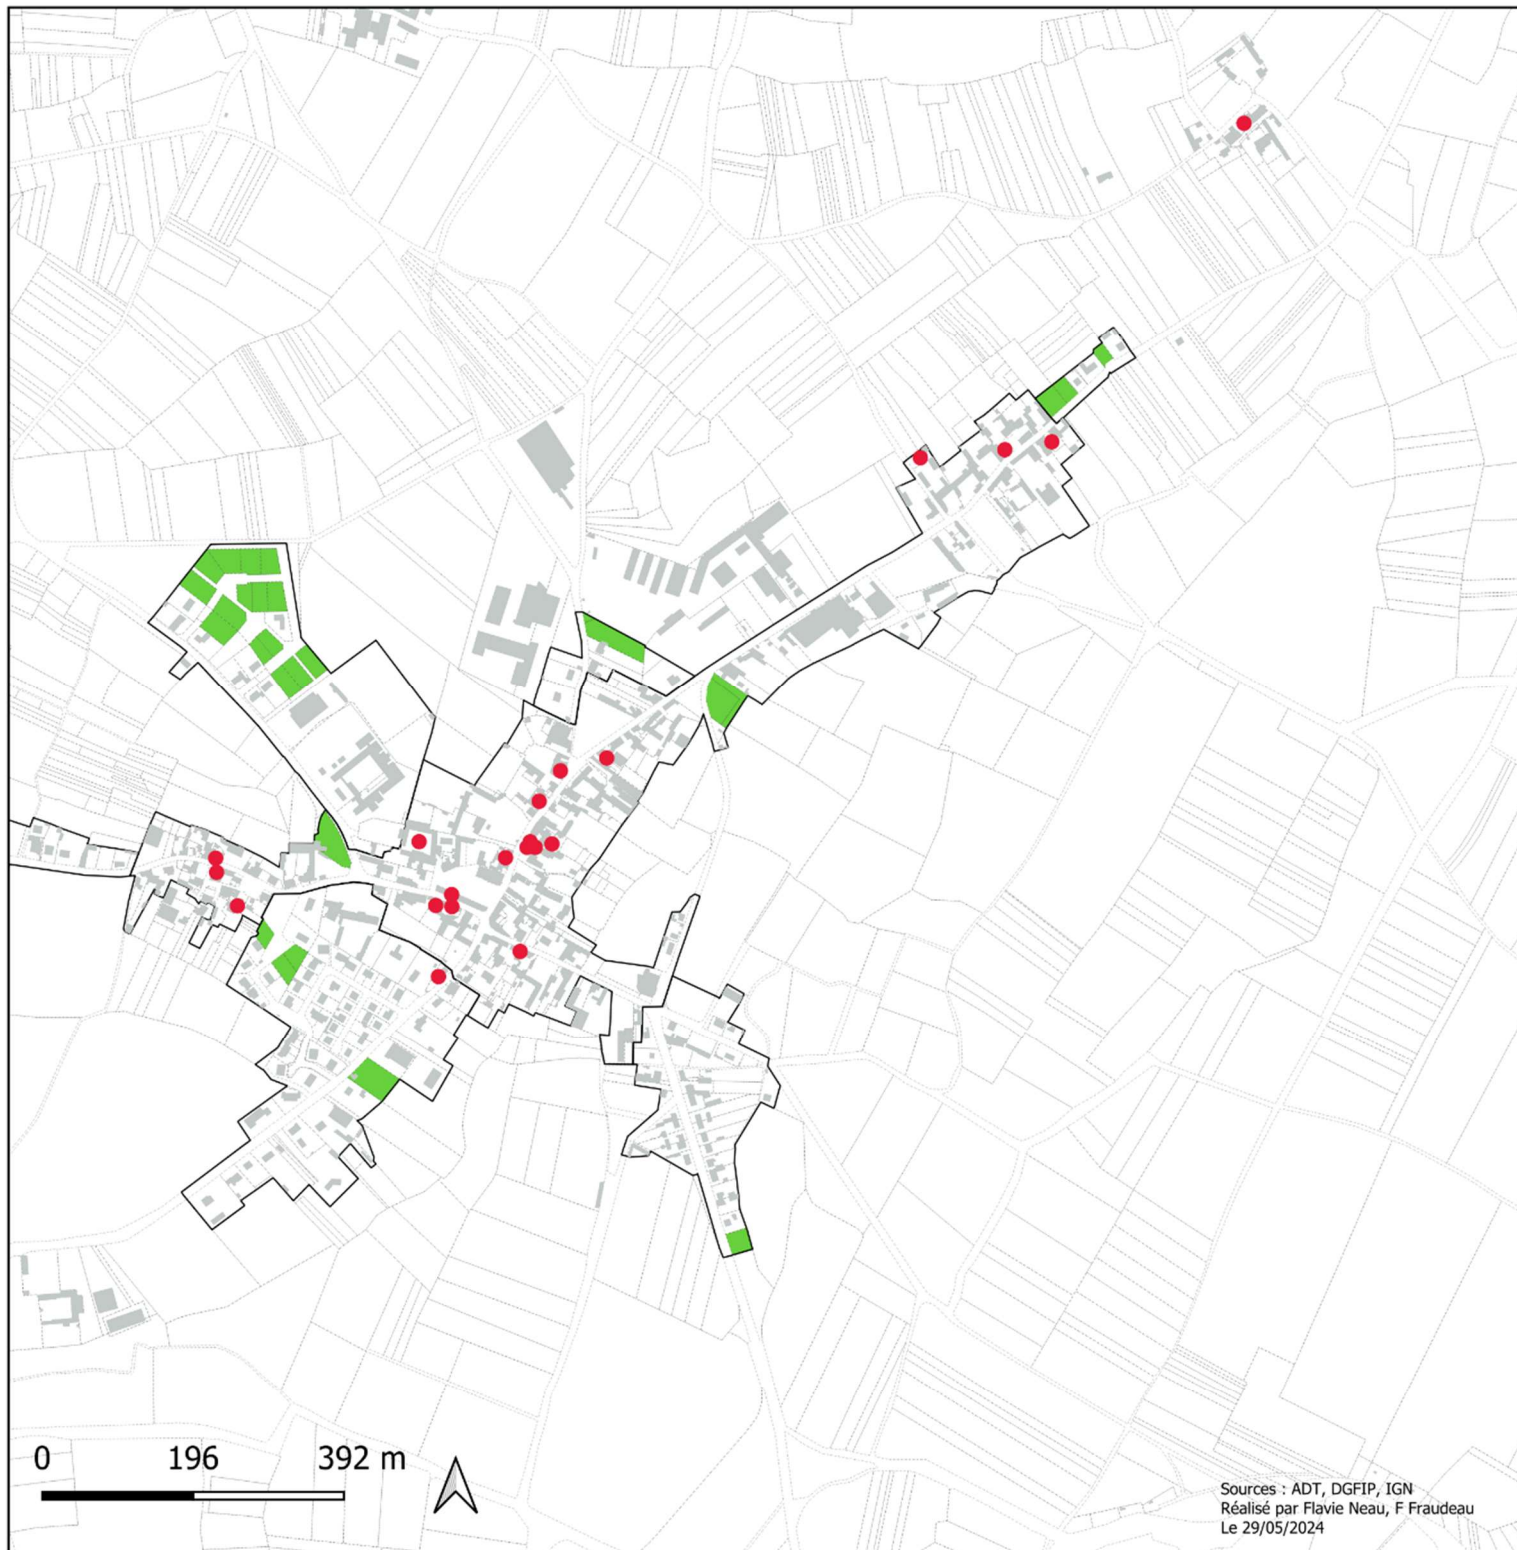 0 196 392 m
Sources : ADT, DGFIP, IGN
Réalisé par Flavie Neau, F Fraudeau
Le 29/05/2024